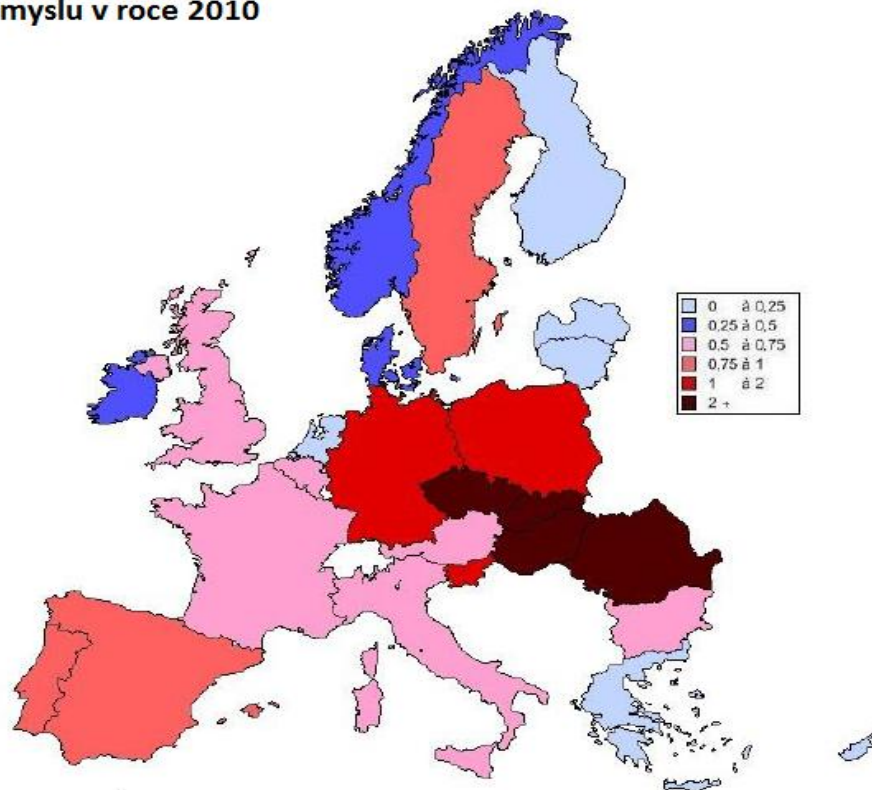 myslu v roce 2010
0 à 0,25
0,25 à 0,5
0,5 à 0,75
0,75 à 1
1 à 2
2 +